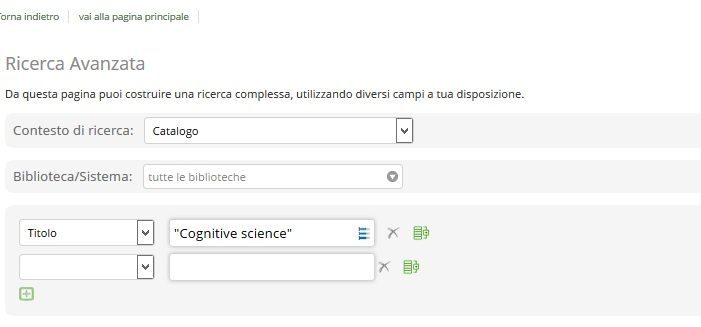 Torna indietro vai alla pagina principale
Ricerca Avanzata
Da questa pagina puoi costruire una ricerca complessa, utilizzando diversi campi a tua disposizione.
Contesto di ricerca: Catalogo
Biblioteca/Sistema: tutte le biblioteche
Titolo "Cognitive science"